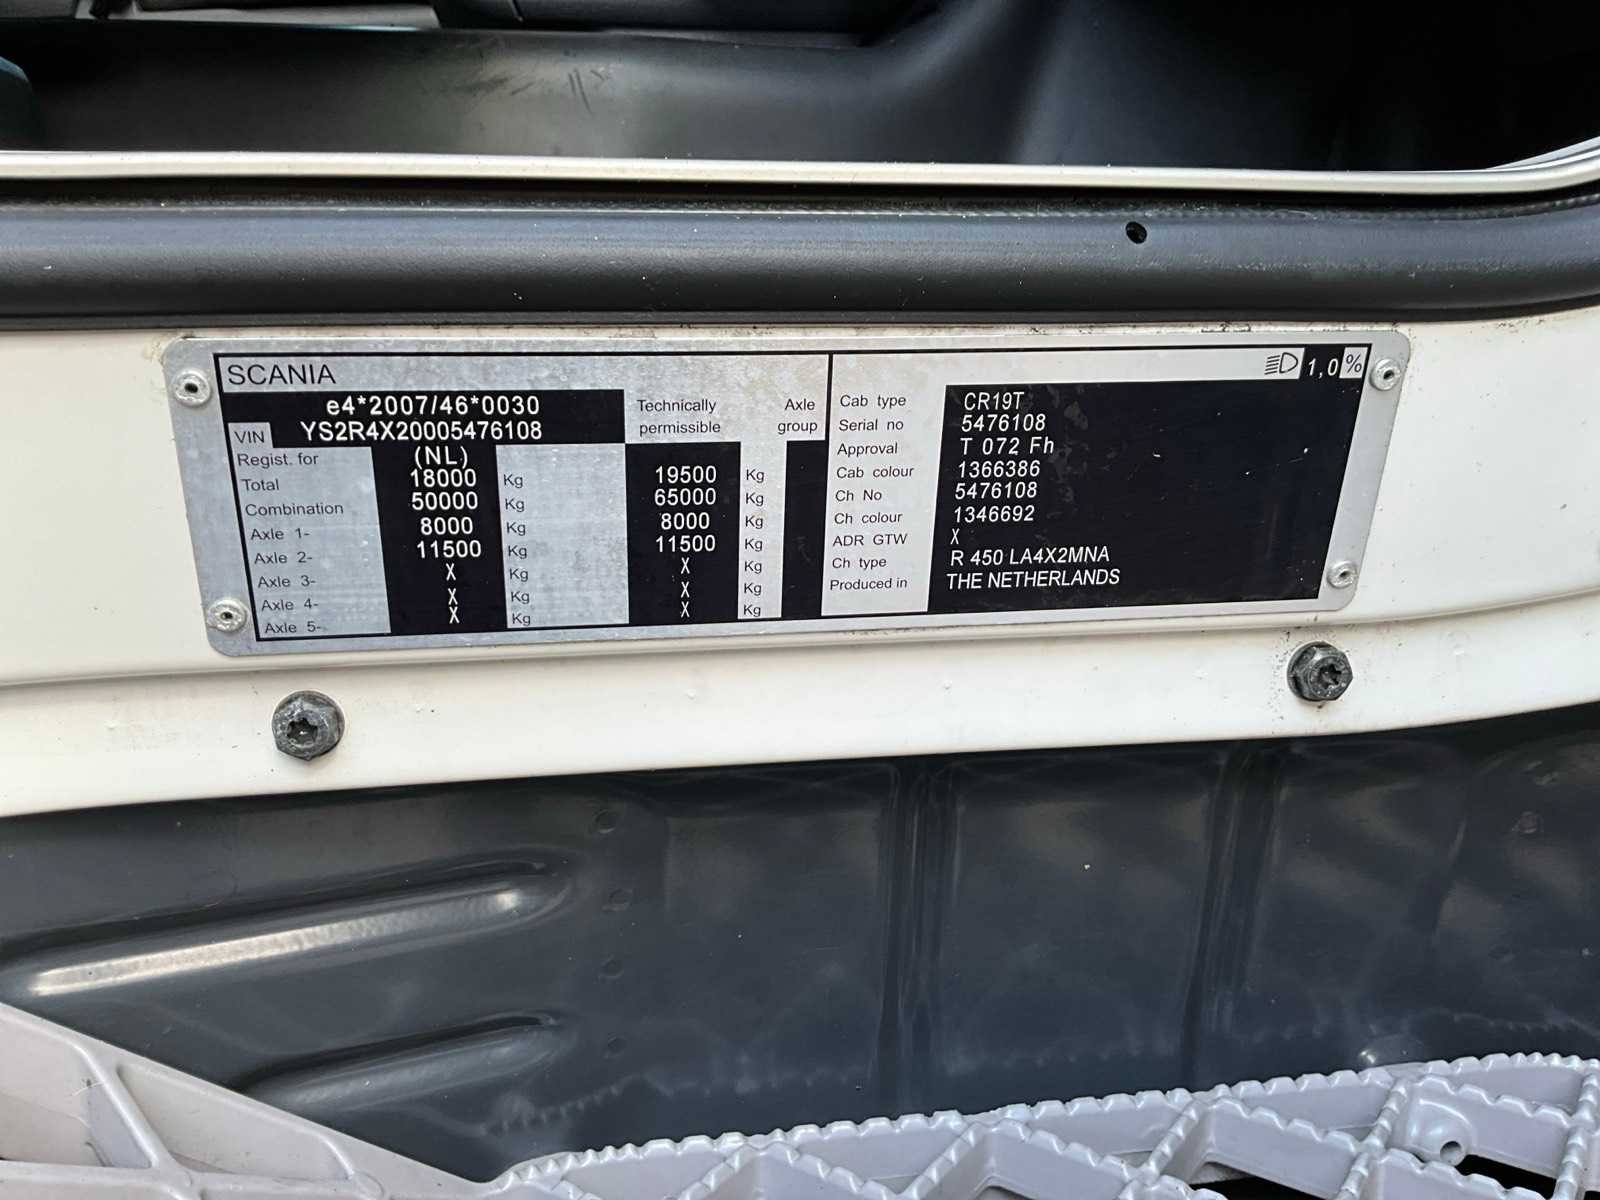 SCANIA
e4*2007/46*0030
VIN YS2R4X20005476108
Technically permissible
Axle group
Regist. for (NL)
Total 18000 Kg 19500 Kg
Combination 50000 Kg 65000 Kg
Axle 1- 8000 Kg 8000 Kg
Axle 2- 11500 Kg 11500 Kg
Axle 3- X Kg X Kg
Axle 4- X Kg X Kg
Axle 5- X Kg X Kg
1,0 %
Cab type CR19T
Serial no 5476108
Approval T 072 Fh
Cab colour 1366386
Ch No 5476108
Ch colour 1346692
ADR GTW X
Ch type R 450 LA4X2MNA
Produced in THE NETHERLANDS